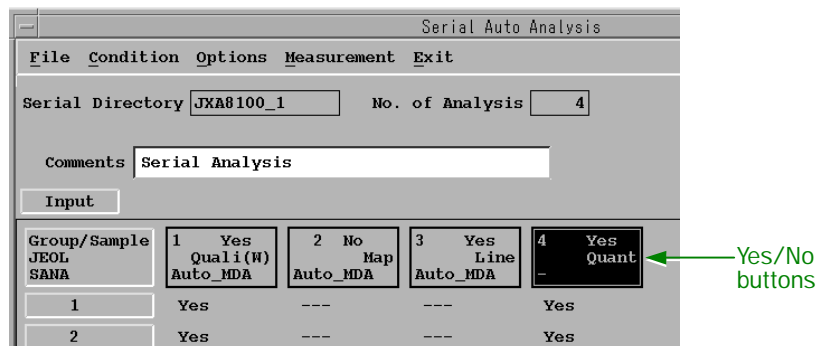 Serial Auto Analysis
File Condition Options Measurement Exit
Serial Directory JXA8100_1 No. of Analysis 4
Comments Serial Analysis
Input
Group/Sample JEOL SANA
1 Yes Quali(W) Auto_MDA
2 No Map Auto_MDA
3 Yes Line Auto_MDA
4 Yes Quant -
Yes/No buttons
1 Yes --- --- Yes
2 Yes --- --- Yes